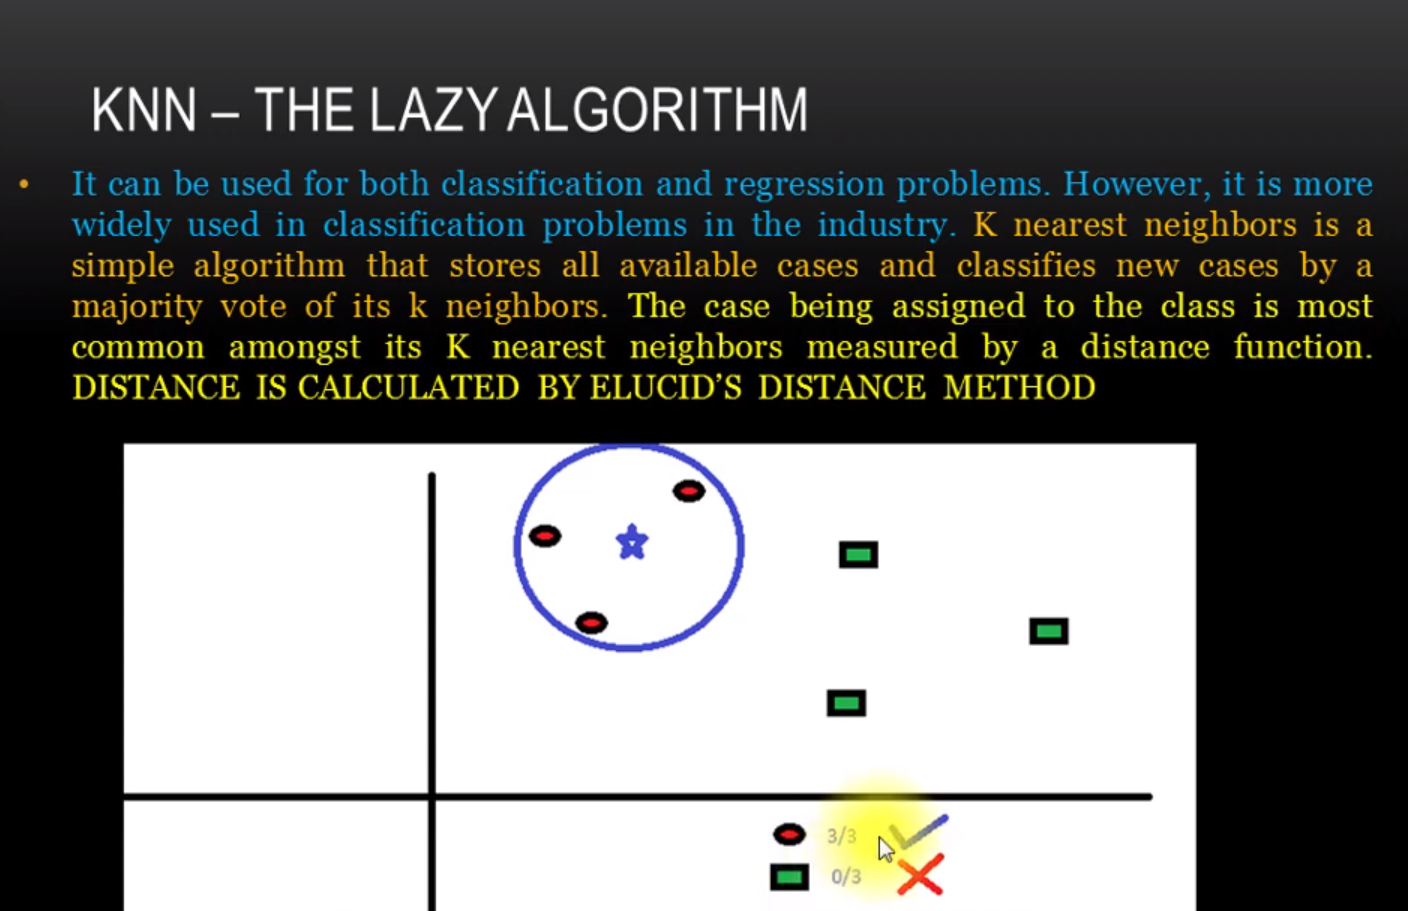 KNN – THE LAZY ALGORITHM
• It can be used for both classification and regression problems. However, it is more
widely used in classification problems in the industry. K nearest neighbors is a
simple algorithm that stores all available cases and classifies new cases by a
majority vote of its k neighbors. The case being assigned to the class is most
common amongst its K nearest neighbors measured by a distance function.
DISTANCE IS CALCULATED BY ELUCID’S DISTANCE METHOD
3/3
0/3